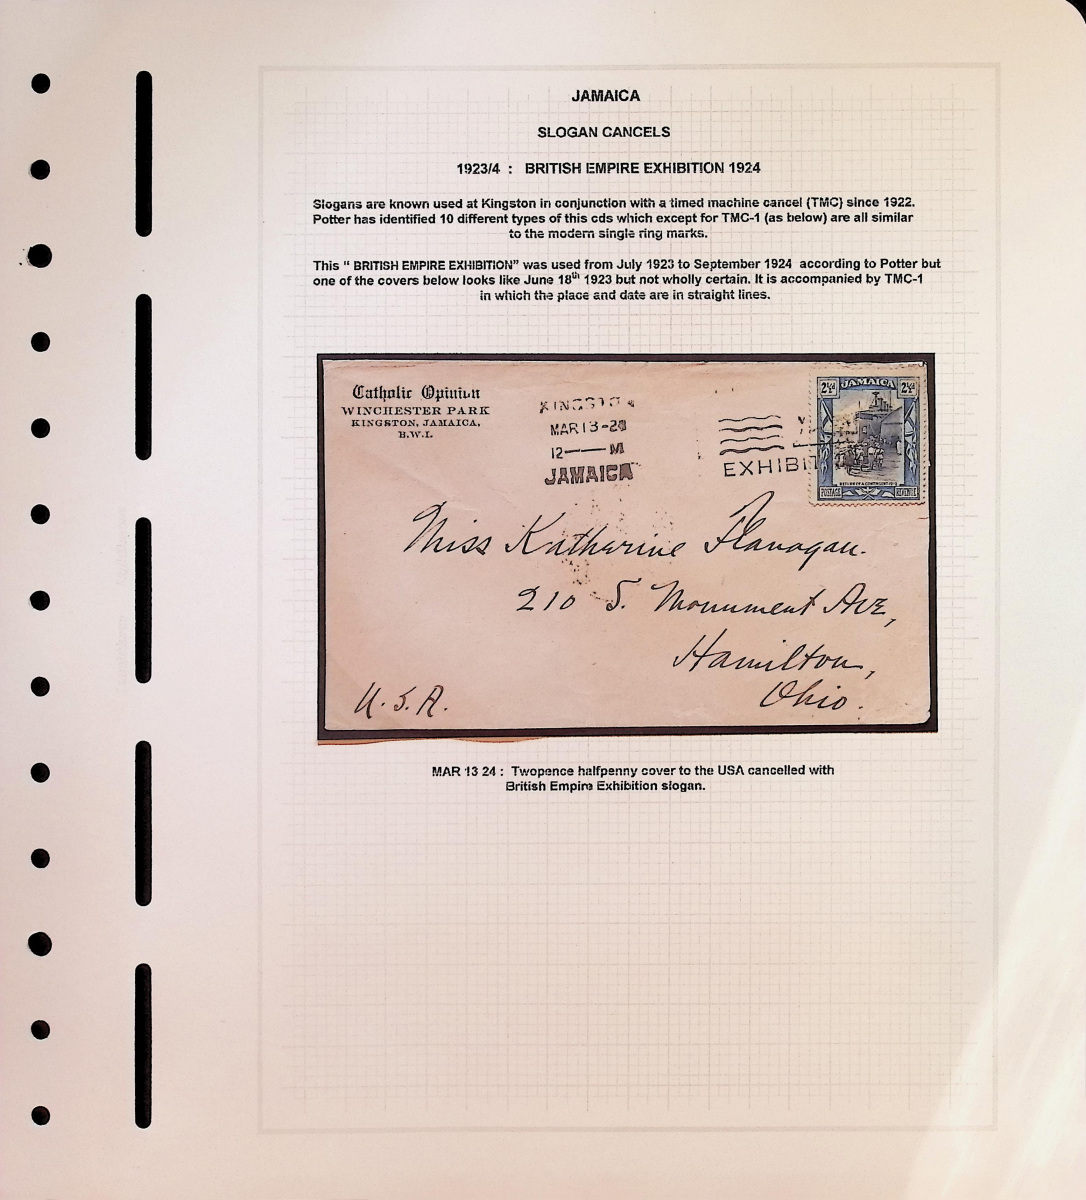 JAMAICA
SLOGAN CANCELS
1923/4 : BRITISH EMPIRE EXHIBITION 1924
Slogans are known used at Kingston in conjunction with a timed machine cancel (TMC) since 1922.
Potter has identified 10 different types of this cds which except for TMC-1 (as below) are all similar
to the modern single ring marks.
This " BRITISH EMPIRE EXHIBITION" was used from July 1923 to September 1924 according to Potter but
one of the covers below looks like June 18th 1923 but not wholly certain. It is accompanied by TMC-1
in which the place and date are in straight lines.
Catholic Opinion
WINCHESTER PARK
KINGSTON, JAMAICA,
B.W.I.
KINGSTON
MAR 13-24
12 — M
JAMAICA
EXHIBIT
2½d JAMAICA 2½d
POSTAGE REVENUE
Miss Katherine Flanagan.
210 S. Monument Ave,
Hamilton,
Ohio.
U.S.A.
MAR 13 24 : Twopence halfpenny cover to the USA cancelled with
British Empire Exhibition slogan.